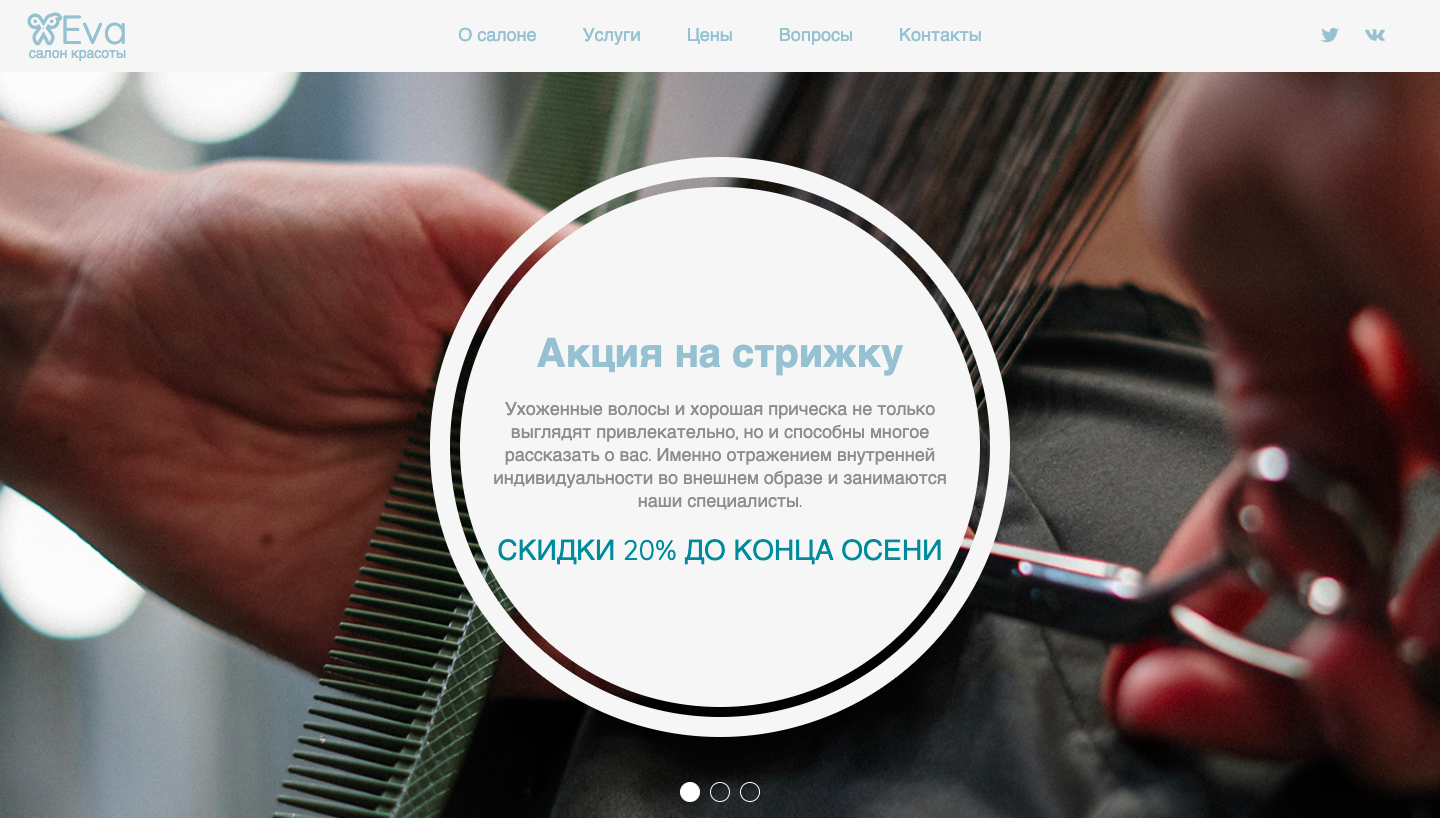 Eva
салон красоты
О салоне Услуги Цены Вопросы Контакты
Акция на стрижку
Ухоженные волосы и хорошая прическа не только
выглядят привлекательно, но и способны многое
рассказать о вас. Именно отражением внутренней
индивидуальности во внешнем образе и занимаются
наши специалисты.
СКИДКИ 20% ДО КОНЦА ОСЕНИ